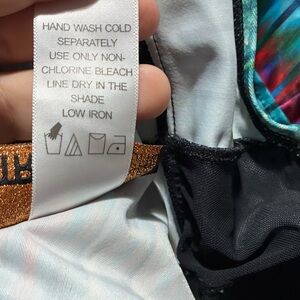 HAND WASH COLD
SEPARATELY
USE ONLY NON-
CHLORINE BLEACH
LINE DRY IN THE
SHADE
LOW IRON